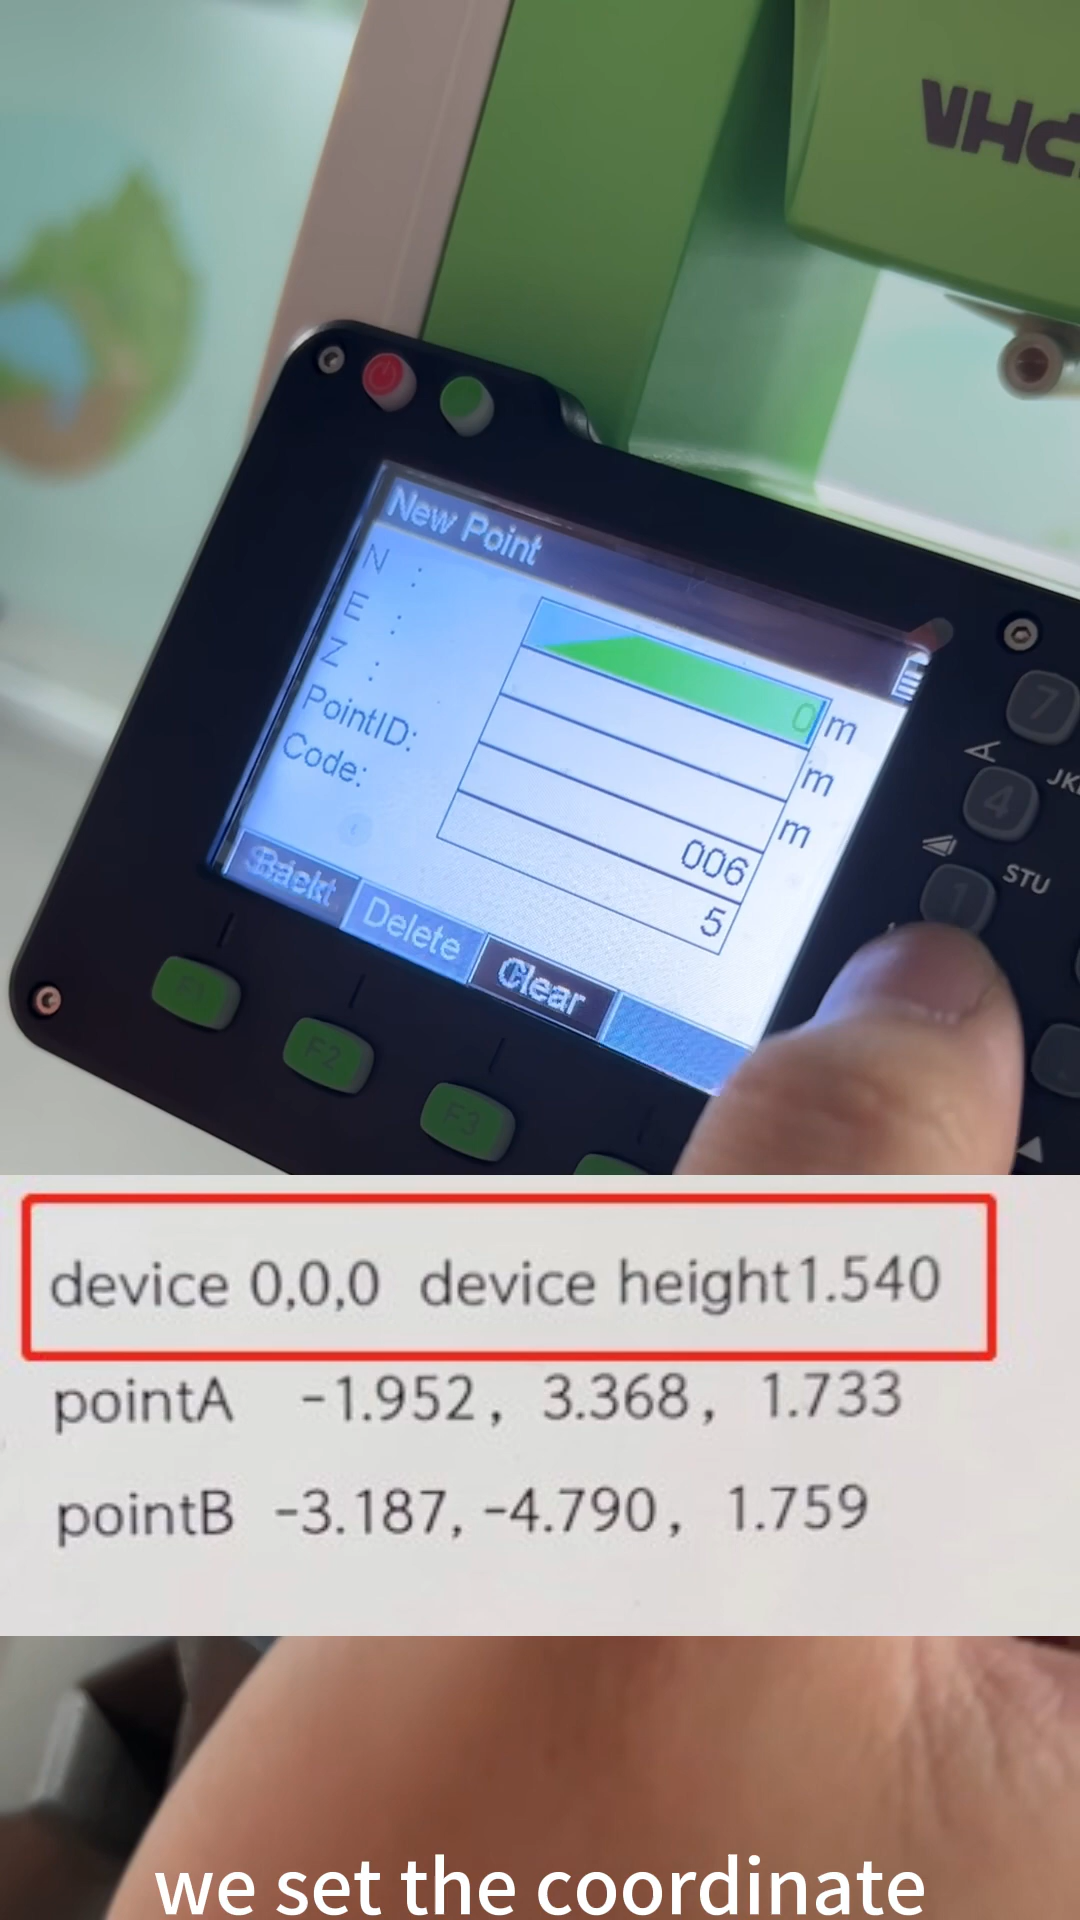 VHC
New Point
N :
0 m
E :
m
Z :
m
PointID:
006
Code:
5
Delete
Clear
F1
F2
F3
7
JK
4
STU
1
device 0,0,0 device height1.540
pointA -1.952, 3.368, 1.733
pointB -3.187, -4.790, 1.759
we set the coordinate